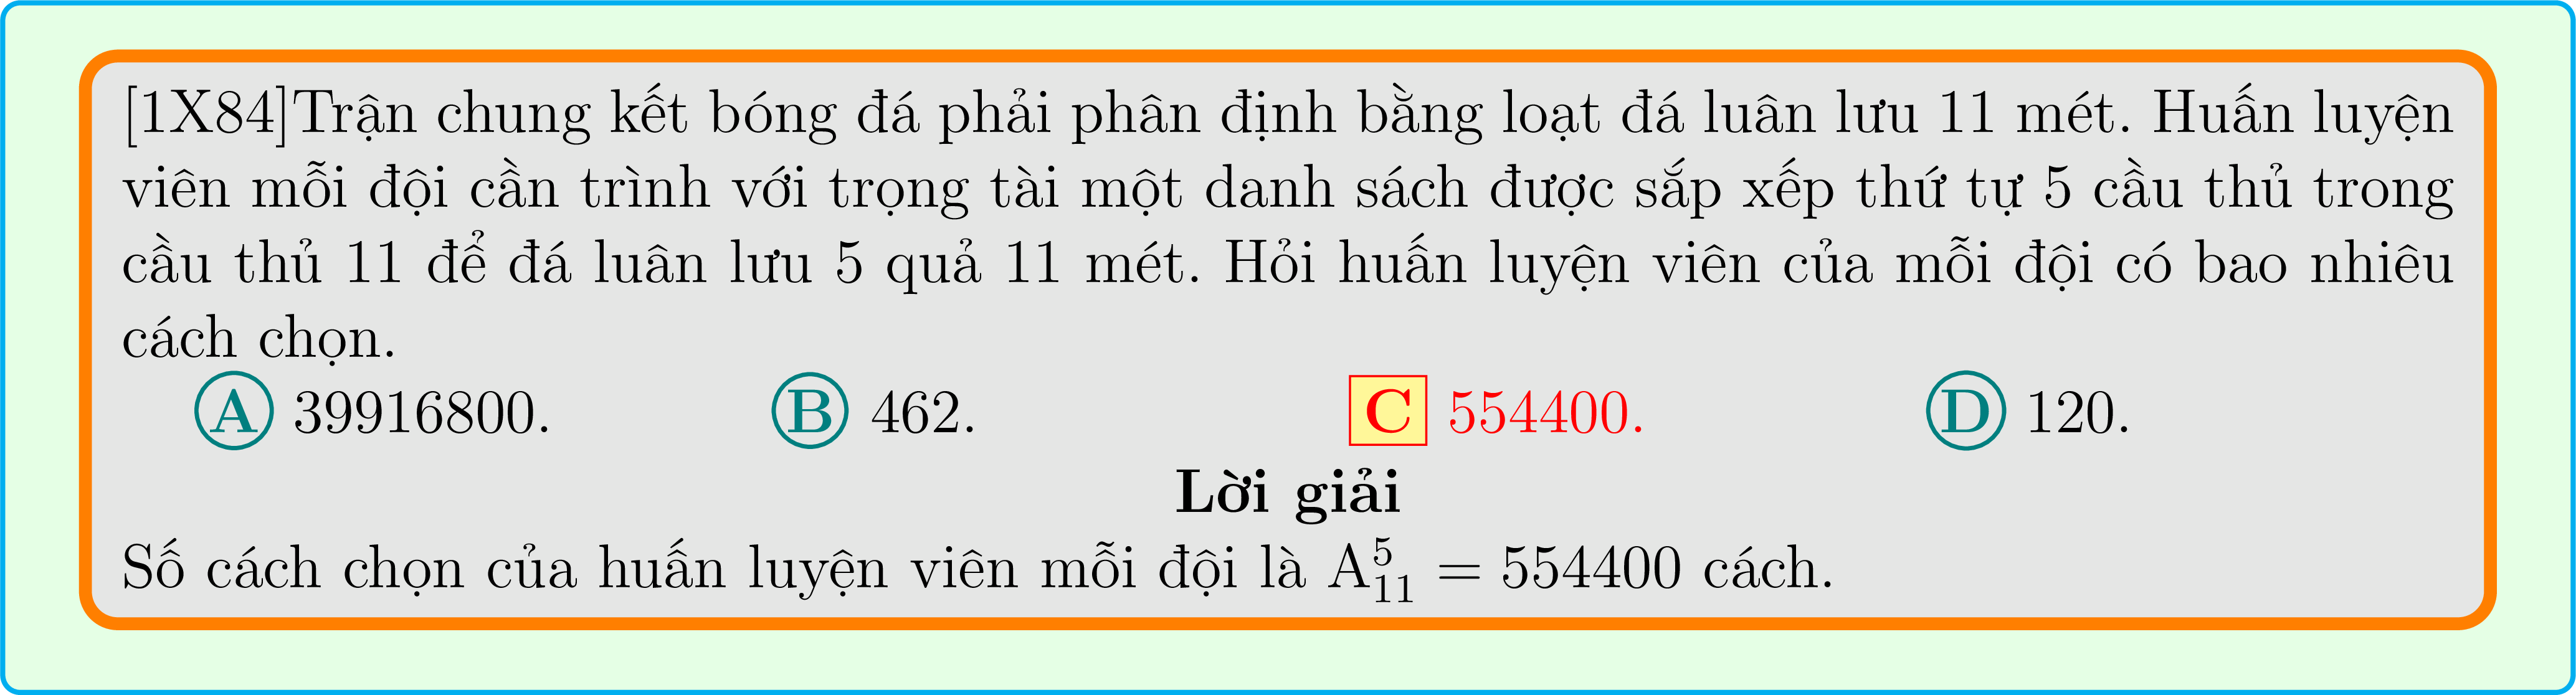 [1X84]Trận chung kết bóng đá phải phân định bằng loạt đá luân lưu 11 mét. Huấn luyện
viên mỗi đội cần trình với trọng tài một danh sách được sắp xếp thứ tự 5 cầu thủ trong
cầu thủ 11 để đá luân lưu 5 quả 11 mét. Hỏi huấn luyện viên của mỗi đội có bao nhiêu
cách chọn.
A 39916800. B 462. C 554400. D 120.
Lời giải
Số cách chọn của huấn luyện viên mỗi đội là A_{11}^{5} = 554400 cách.